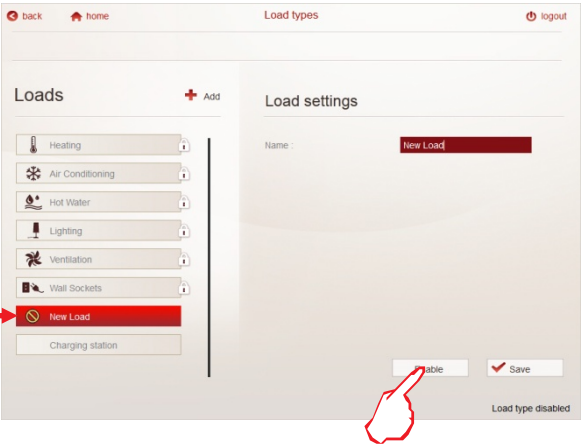 back
home
Load types
logout
Loads
Add
Load settings
Heating
Name :
New Load
Air Conditioning
Hot Water
Lighting
Ventilation
Wall Sockets
New Load
Charging station
Save
Load type disabled